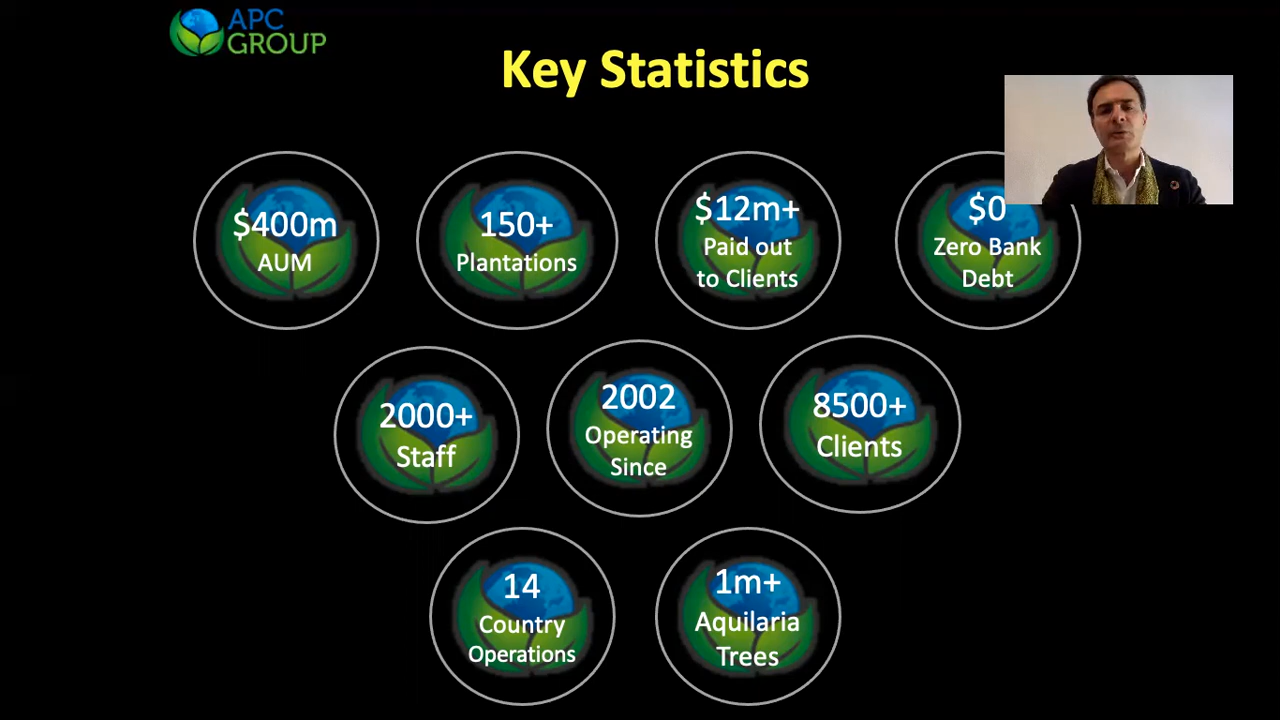 APC
GROUP
Key Statistics
$400m
AUM
150+
Plantations
$12m+
Paid out
to Clients
$0
Zero Bank
Debt
2000+
Staff
2002
Operating
Since
8500+
Clients
14
Country
Operations
1m+
Aquilaria
Trees